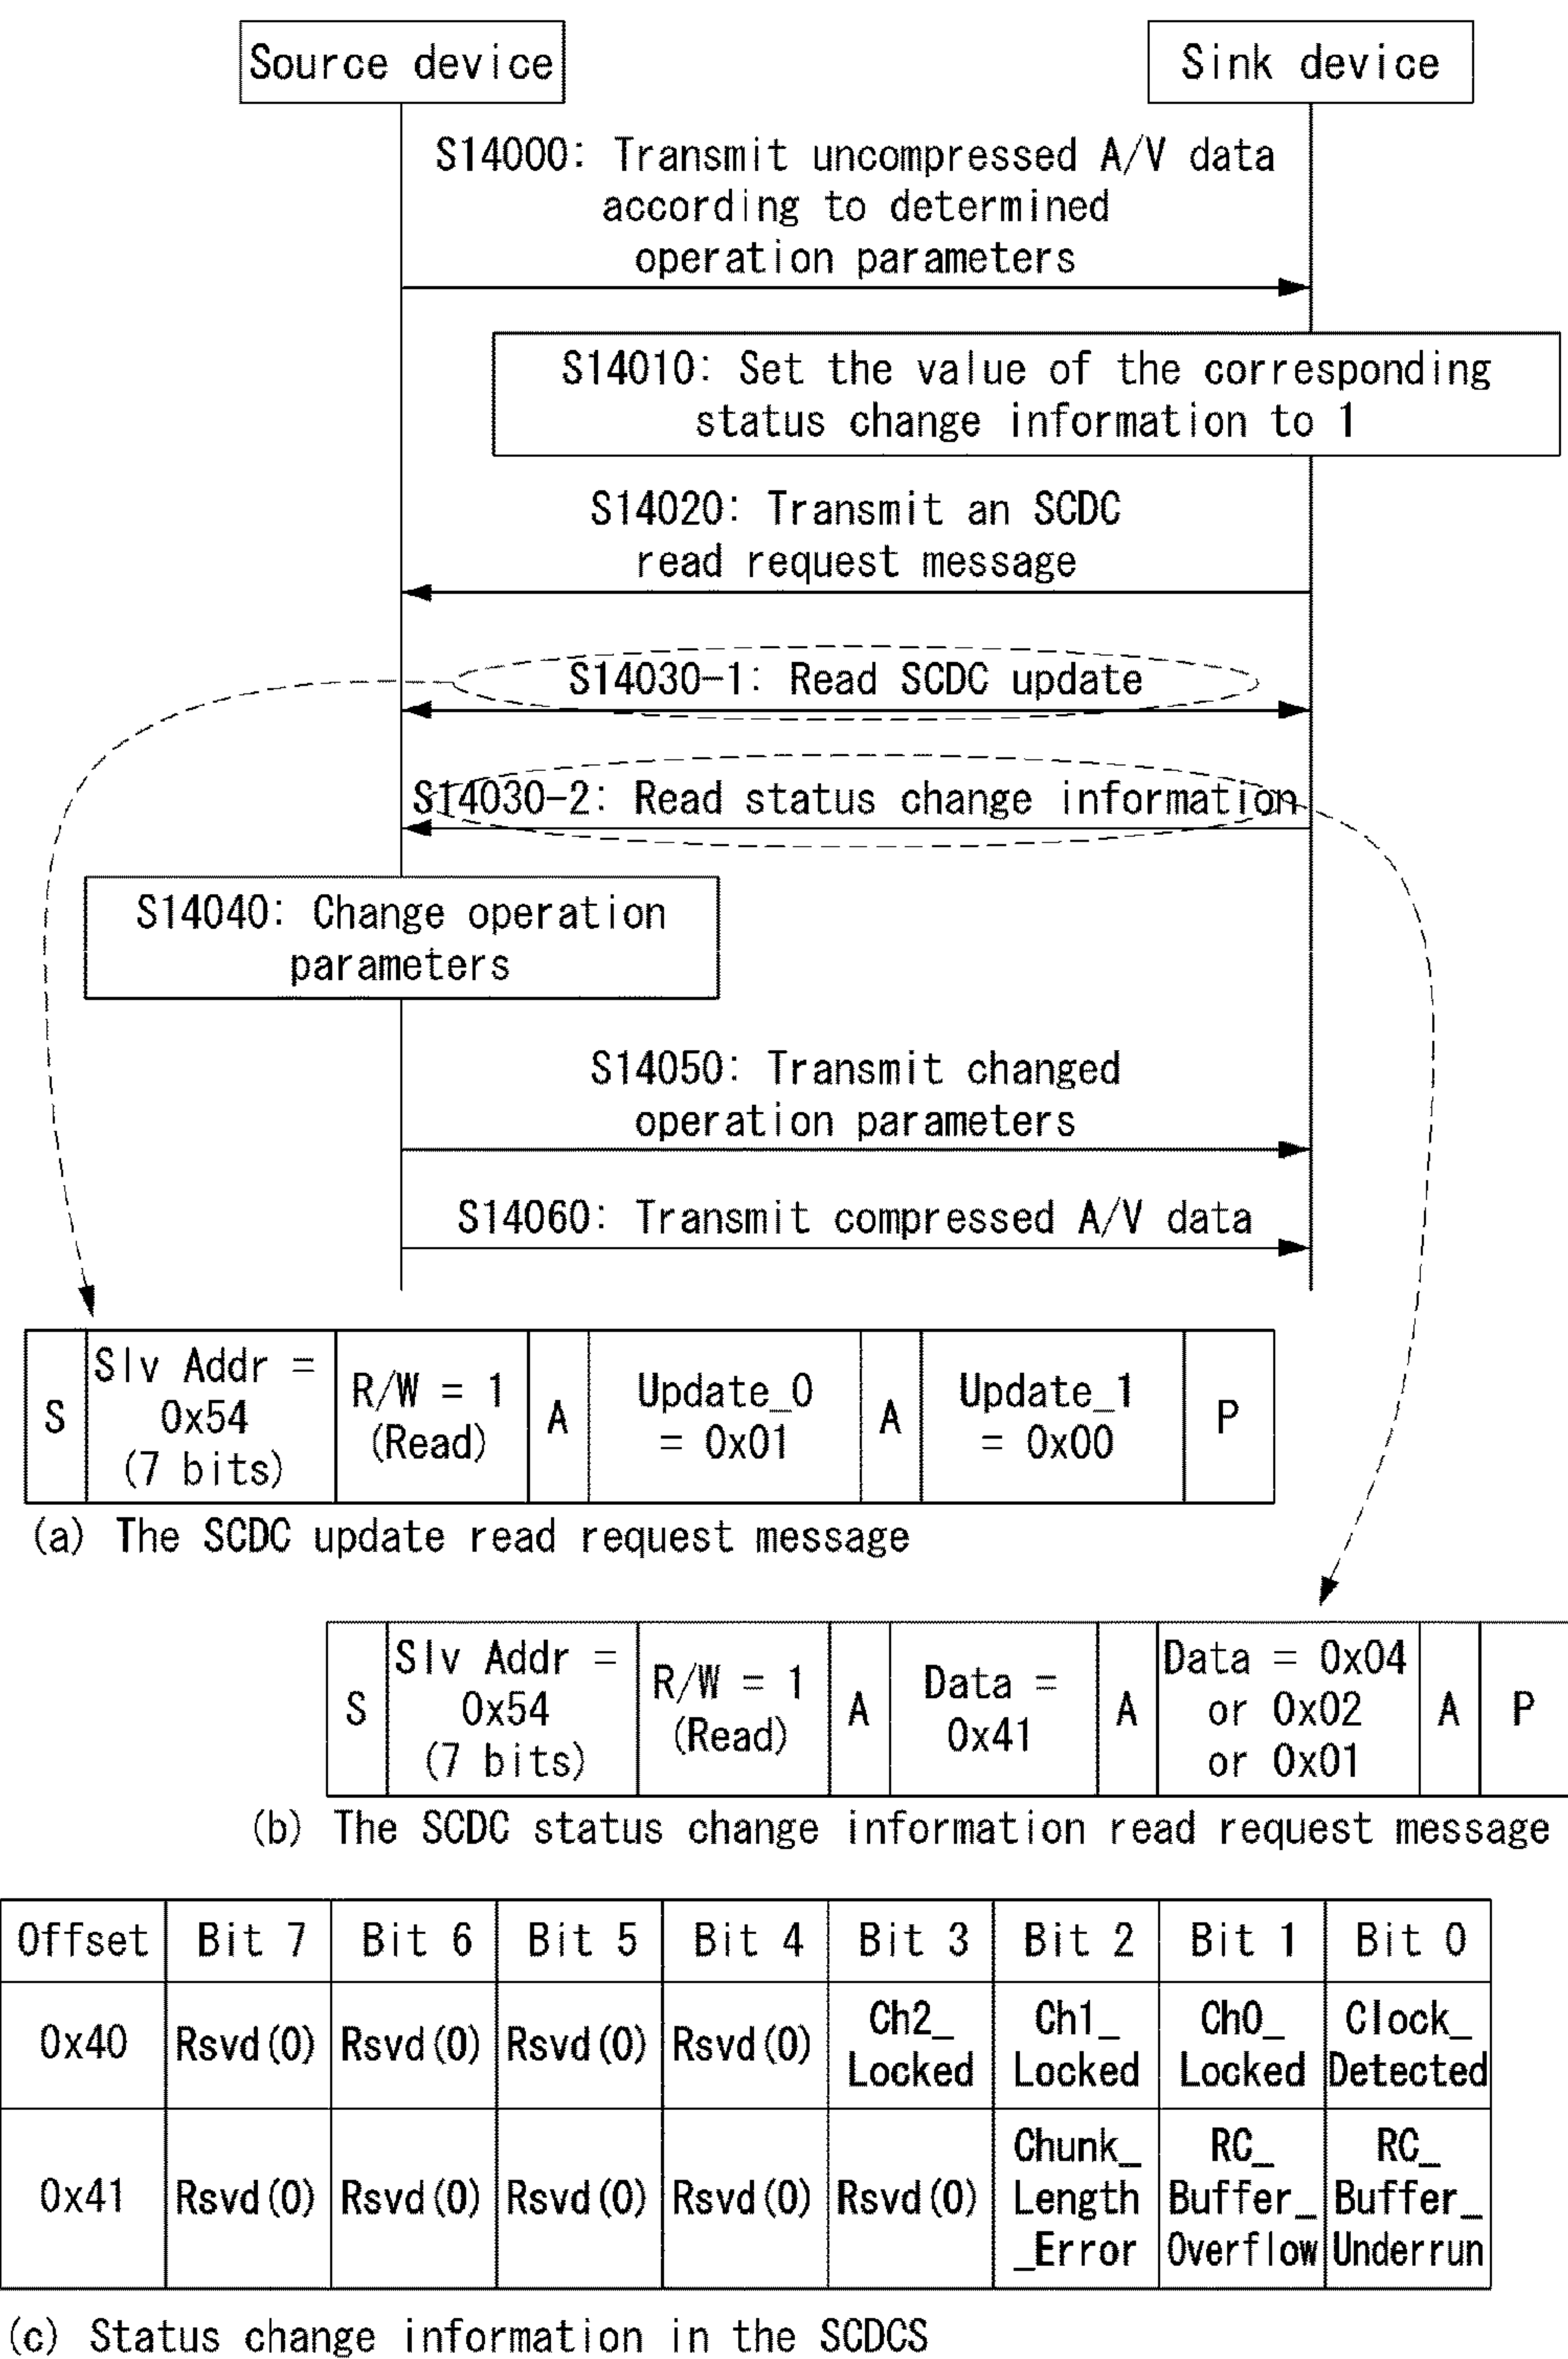 Source device
Sink device
S14000: Transmit uncompressed A/V data
according to determined
operation parameters
S14010: Set the value of the corresponding
status change information to 1
S14020: Transmit an SCDC
read request message
S14030-1: Read SCDC update
S14030-2: Read status change information
S14040: Change operation
parameters
S14050: Transmit changed
operation parameters
S14060: Transmit compressed A/V data
S
Slv Addr =
0x54
(7 bits)
R/W = 1
(Read)
A
Update_0
= 0x01
A
Update_1
= 0x00
P
(a) The SCDC update read request message
S
Slv Addr =
0x54
(7 bits)
R/W = 1
(Read)
A
Data =
0x41
A
Data = 0x04
or 0x02
or 0x01
A
P
(b) The SCDC status change information read request message
Offset Bit 7 Bit 6 Bit 5 Bit 4 Bit 3 Bit 2 Bit 1 Bit 0
0x40
Rsvd(0)
Rsvd(0)
Rsvd(0)
Rsvd(0)
Ch2_
Locked
Ch1_
Locked
Ch0_
Locked
Clock_
Detected
0x41
Rsvd(0)
Rsvd(0)
Rsvd(0)
Rsvd(0)
Rsvd(0)
Chunk_
Length
_Error
RC_
Buffer_
Overflow
RC_
Buffer_
Underrun
(c) Status change information in the SCDCS